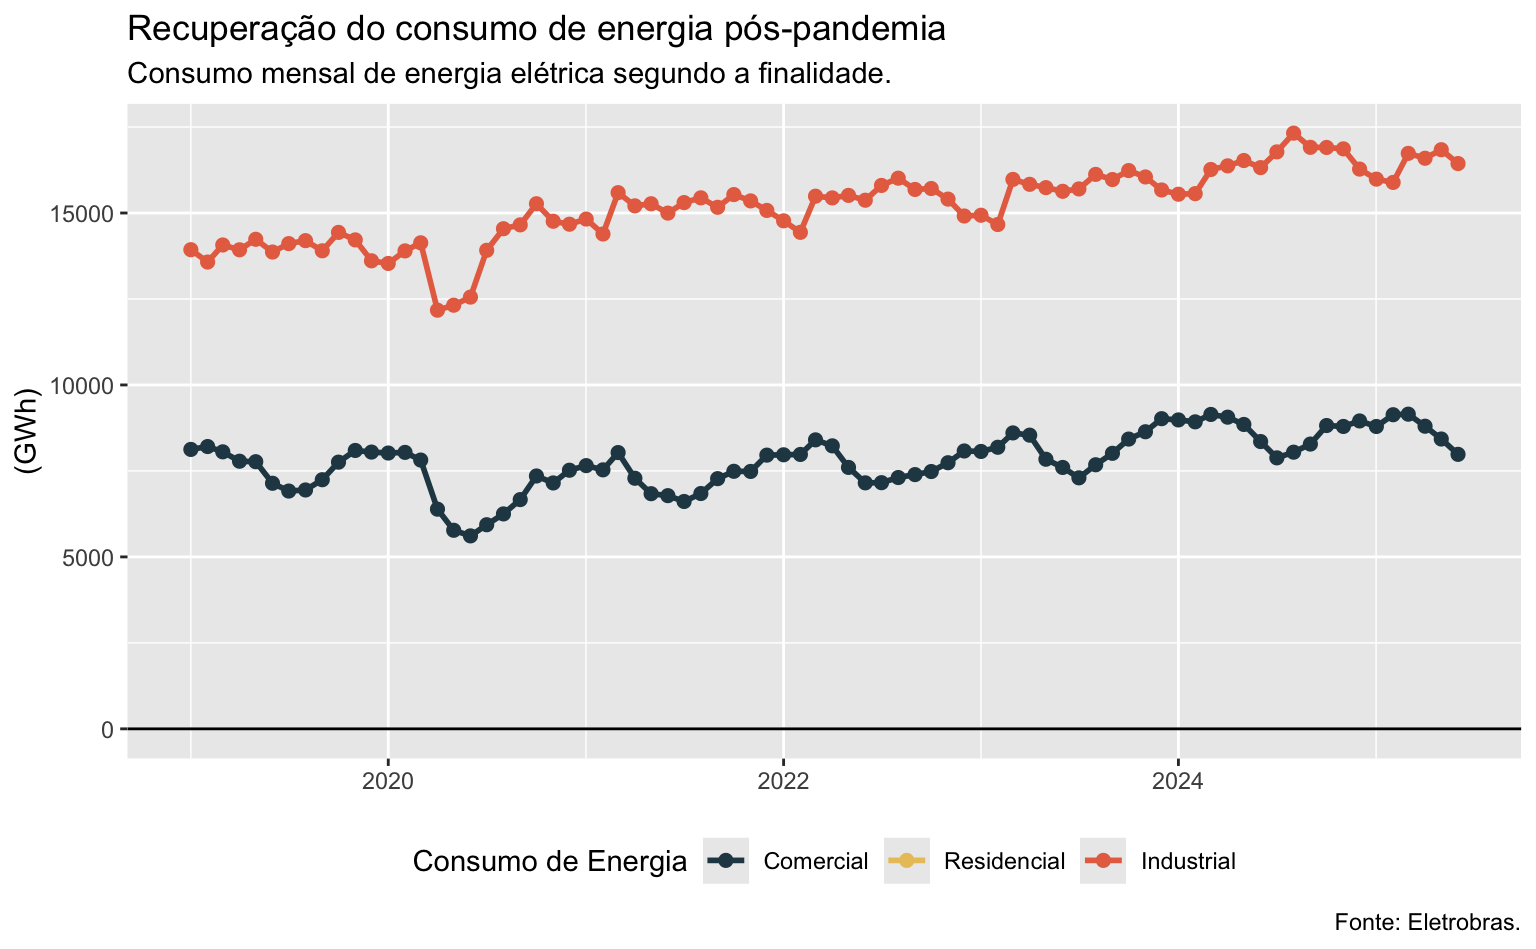 Recuperação do consumo de energia pós-pandemia
Consumo mensal de energia elétrica segundo a finalidade.
(GWh)
15000
10000
5000
0
2020 2022 2024
Consumo de Energia Comercial Residencial Industrial
Fonte: Eletrobras.